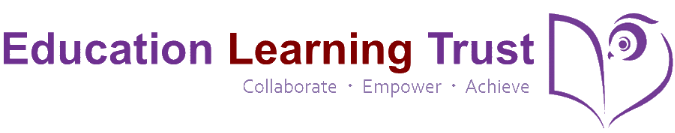 Education Learning Trust
Collaborate · Empower · Achieve